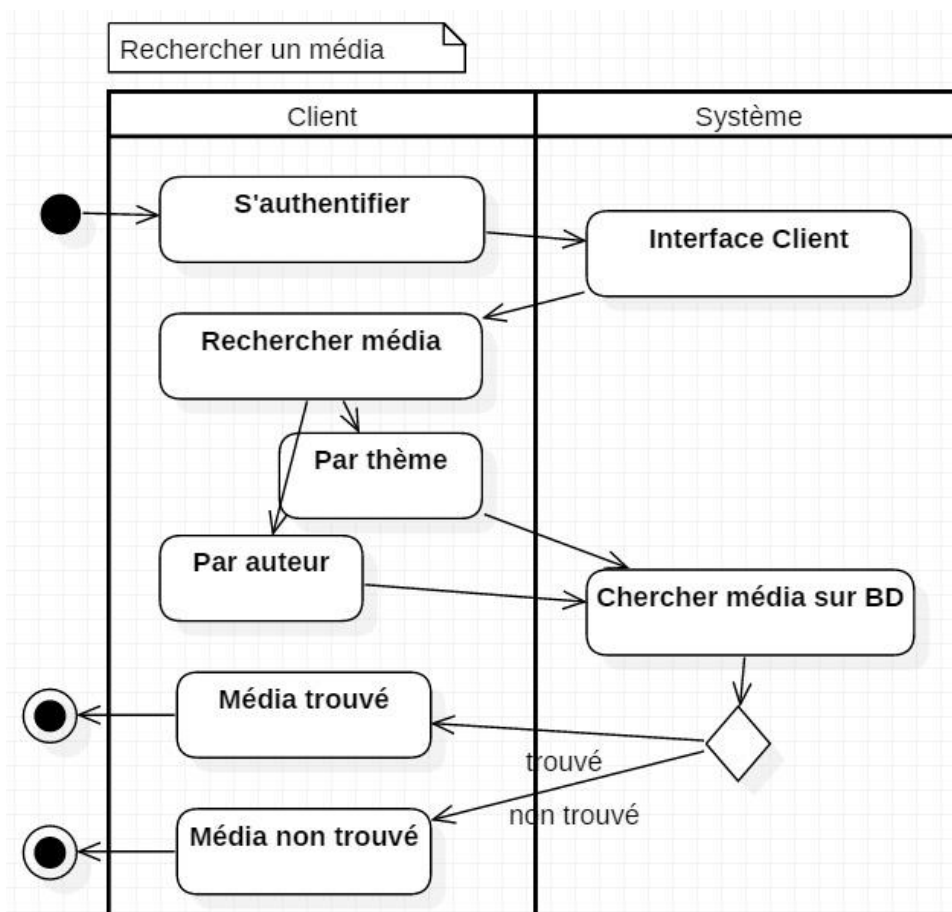 Rechercher un média
Client
Système
S'authentifier
Interface Client
Rechercher média
Par thème
Par auteur
Chercher média sur BD
Média trouvé
trouvé
non trouvé
Média non trouvé